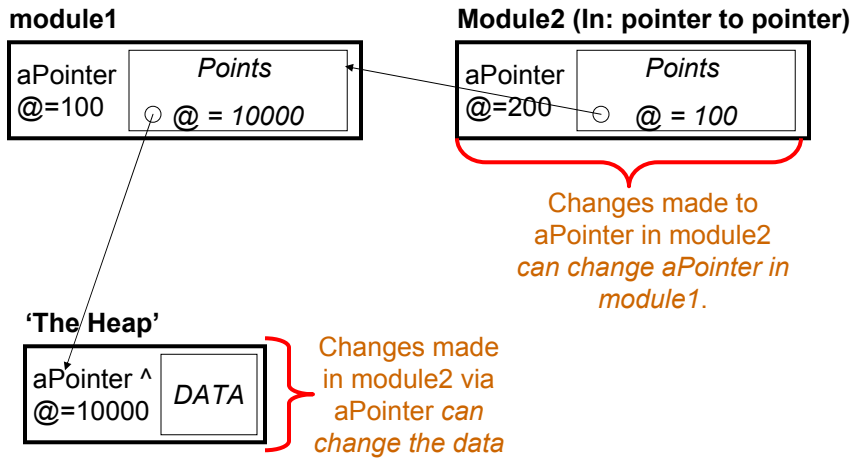 module1
aPointer
@=100
Points
@ = 10000
Module2 (In: pointer to pointer)
aPointer
@=200
Points
@ = 100
Changes made to
aPointer in module2
can change aPointer in
module1.
‘The Heap’
aPointer ^
@=10000
DATA
Changes made
in module2 via
aPointer can
change the data